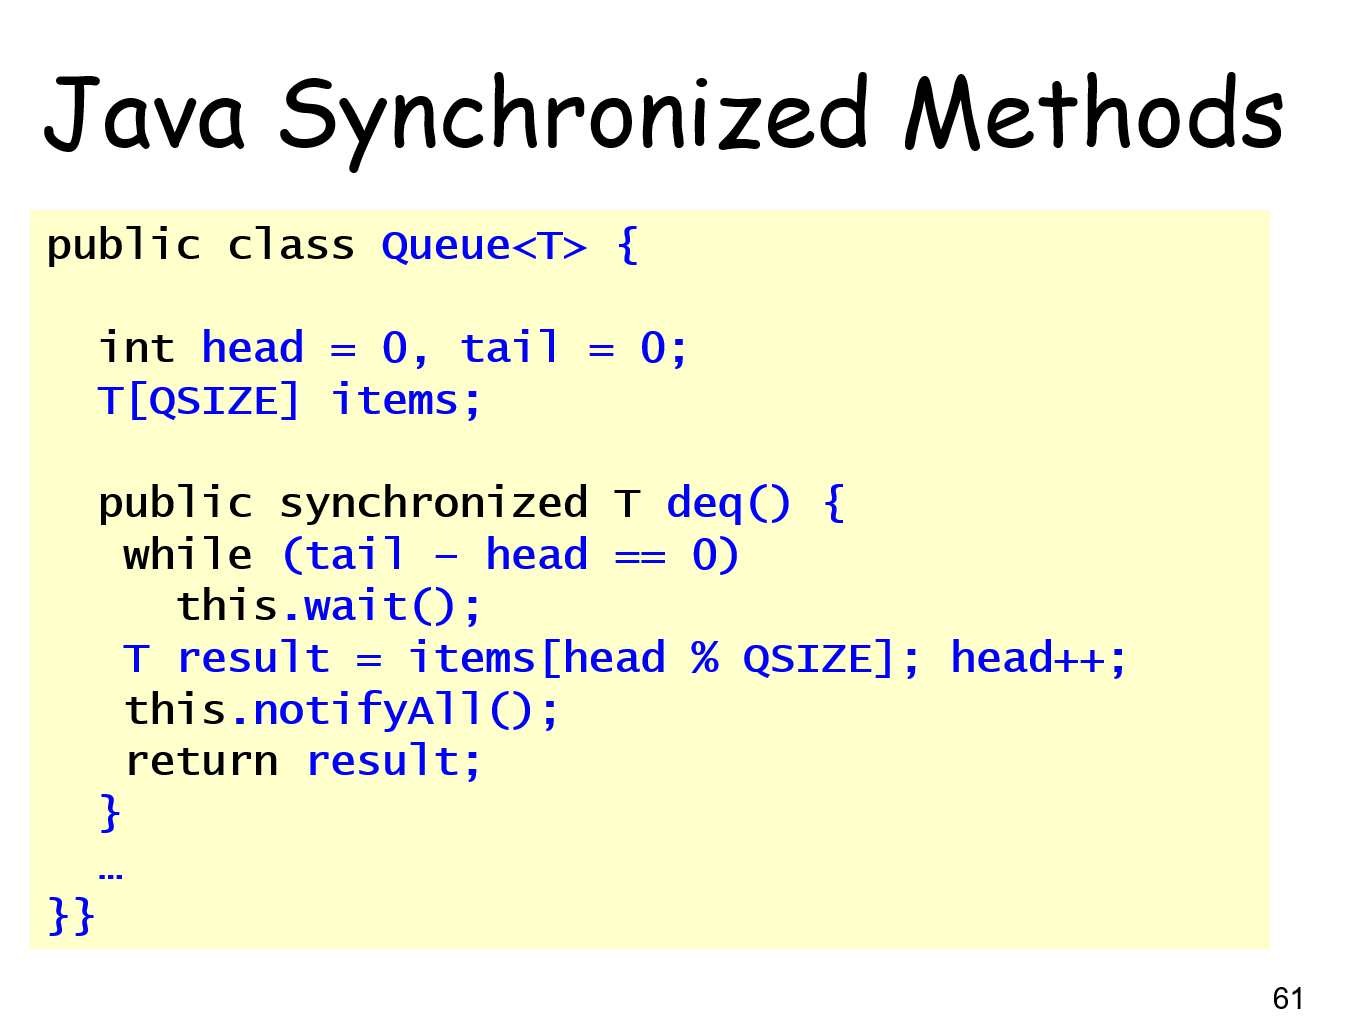 Java Synchronized Methods
public class Queue<T> {
int head = 0, tail = 0;
T[QSIZE] items;
public synchronized T deq() {
while (tail – head == 0)
this.wait();
T result = items[head % QSIZE]; head++;
this.notifyAll();
return result;
}
…
}}
61